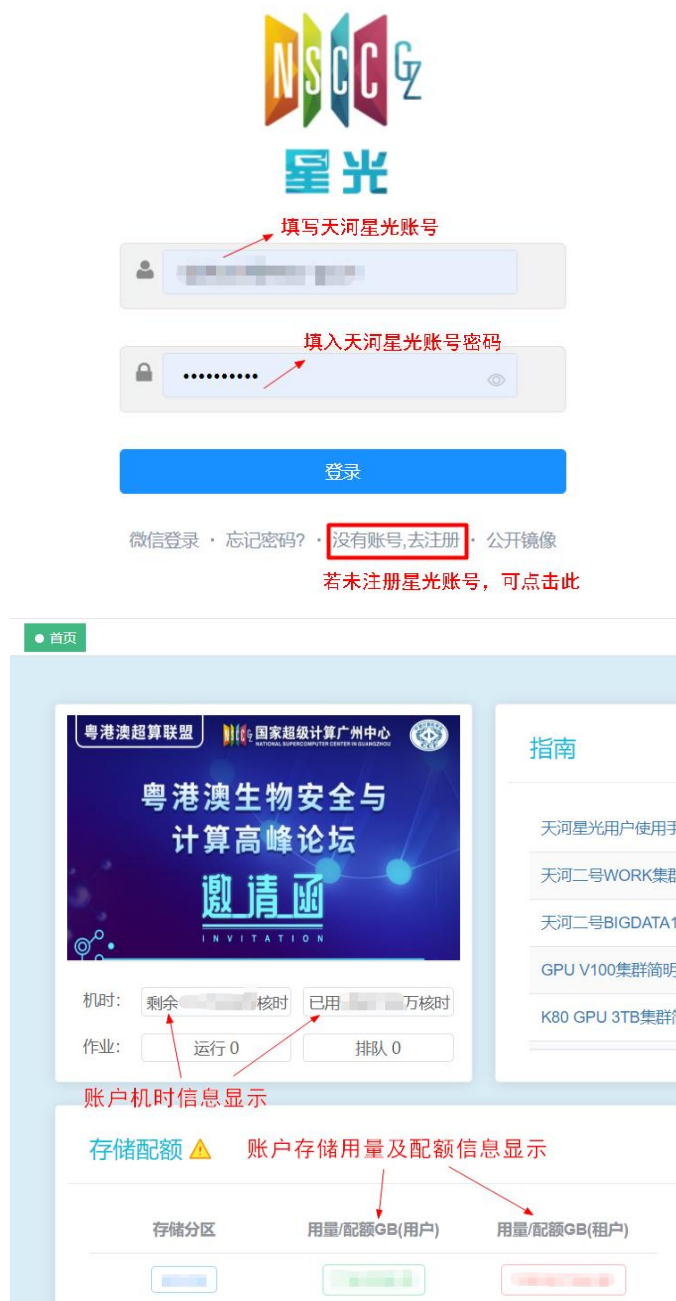 NSCC GZ
星光
填写天河星光账号
填入天河星光账号密码
••••••••••
登录
微信登录 · 忘记密码? · 没有账号,去注册 · 公开镜像
若未注册星光账号，可点击此
● 首页
粤港澳超算联盟 NSCC GZ 国家超级计算广州中心
NATIONAL SUPERCOMPUTER CENTER IN GUANGZHOU
粤港澳生物安全与
计算高峰论坛
邀请函
INVITATION
机时： 剩余 核时 已用 万核时
作业： 运行 0 排队 0
账户机时信息显示
指南
天河星光用户使用手
天河二号WORK集群
天河二号BIGDATA1
GPU V100集群简明
K80 GPU 3TB集群简
存储配额
账户存储用量及配额信息显示
存储分区 用量/配额GB(用户) 用量/配额GB(租户)